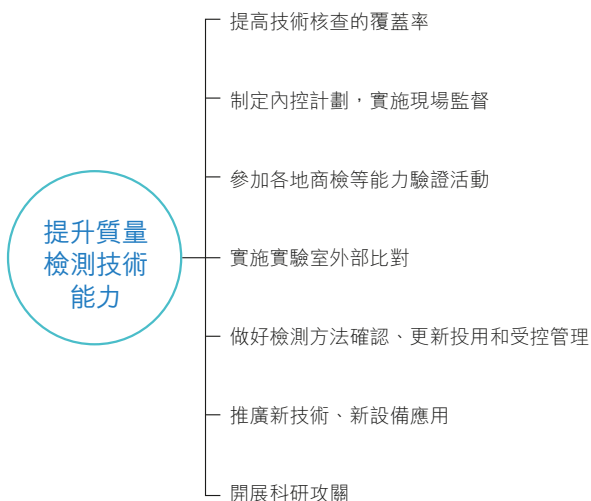 提高技術核查的覆蓋率
制定內控計劃，實施現場監督
參加各地商檢等能力驗證活動
提升質量
檢測技術
能力
實施實驗室外部比對
做好檢測方法確認、更新投用和受控管理
推廣新技術、新設備應用
開展科研攻關